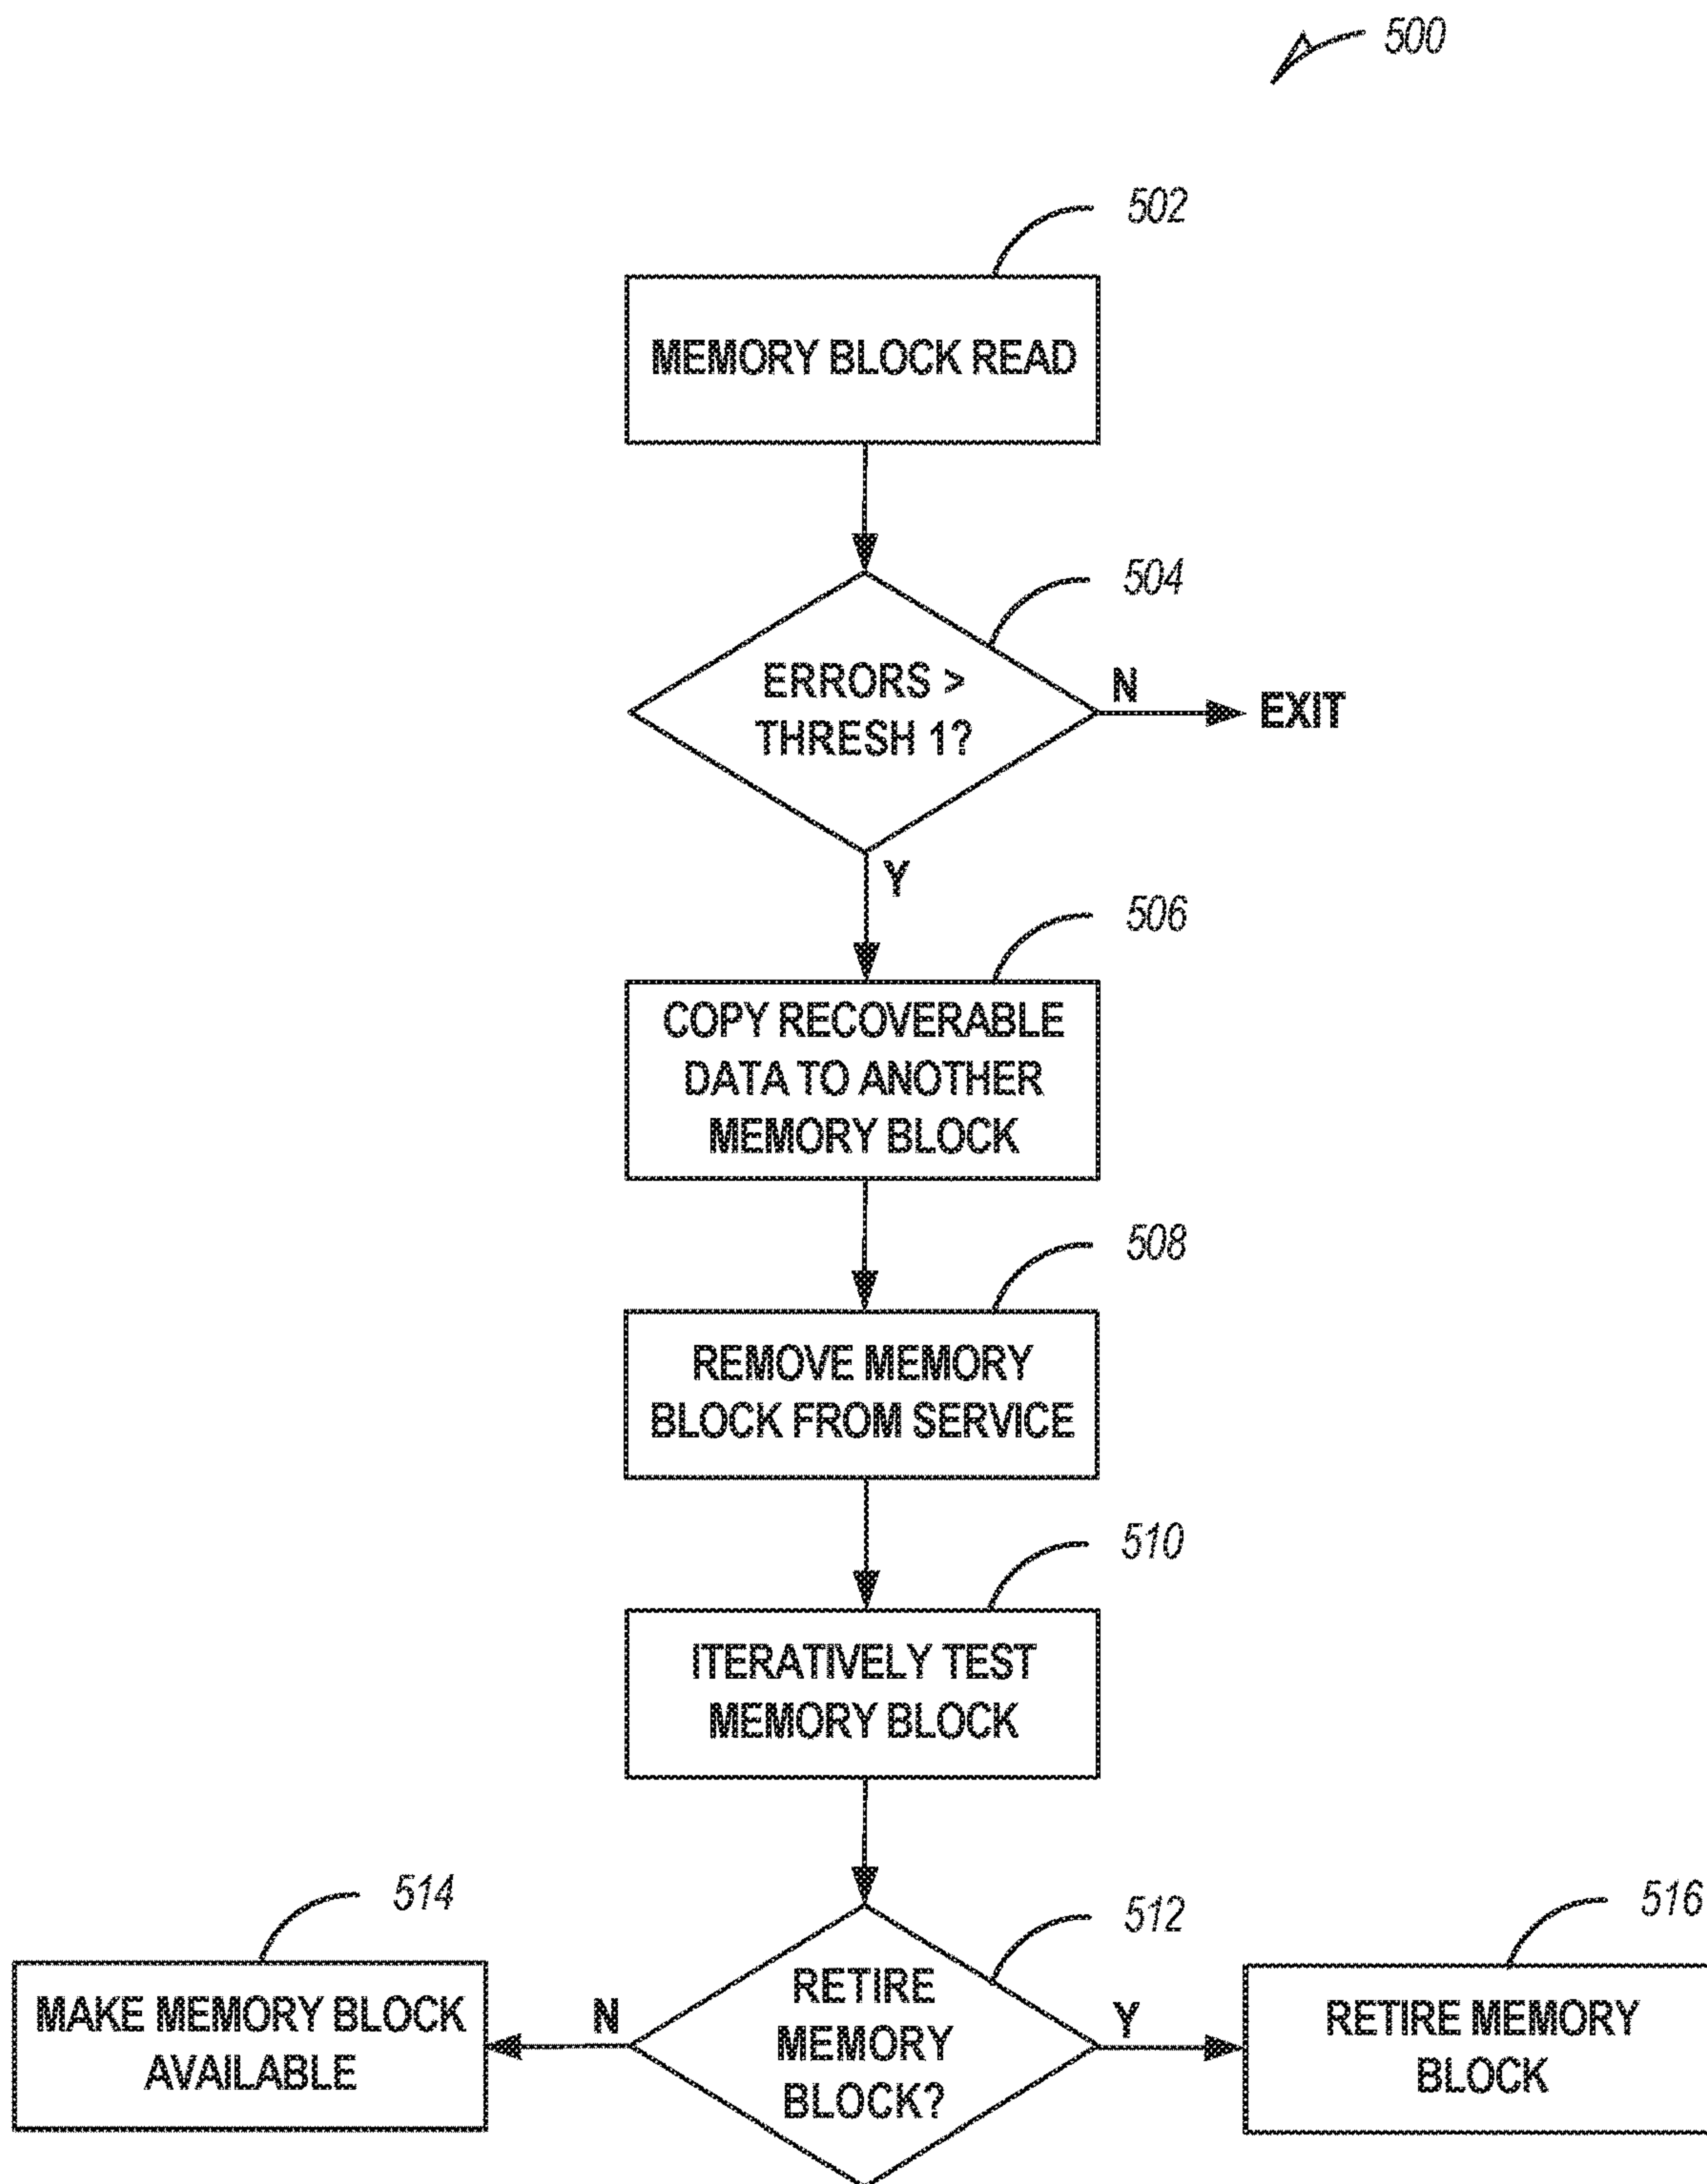 500
502
MEMORY BLOCK READ
504
ERRORS >
THRESH 1?
N
EXIT
Y
506
COPY RECOVERABLE
DATA TO ANOTHER
MEMORY BLOCK
508
REMOVE MEMORY
BLOCK FROM SERVICE
510
ITERATIVELY TEST
MEMORY BLOCK
514
512
516
MAKE MEMORY BLOCK
AVAILABLE
N
RETIRE
MEMORY
BLOCK?
Y
RETIRE MEMORY
BLOCK